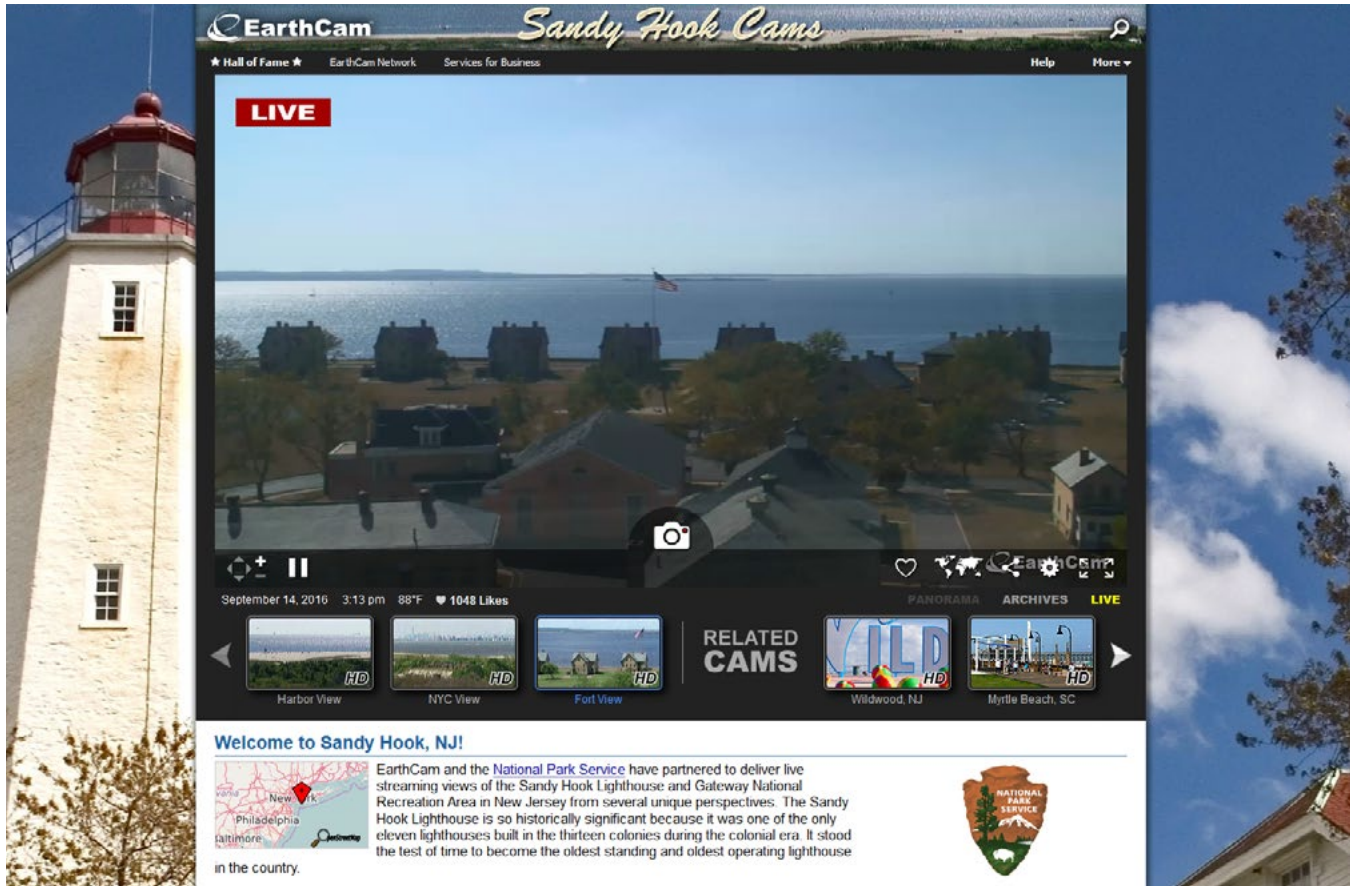 EarthCam
Sandy Hook Cams
★ Hall of Fame ★ EarthCam Network Services for Business Help More
LIVE
EarthCam
September 14, 2016 3:13 pm 88°F ♥ 1048 Likes PANORAMA ARCHIVES LIVE
HD HD HD RELATED CAMS WILD HD HD
Harbor View NYC View Fort View Wildwood, NJ Myrtle Beach, SC
Welcome to Sandy Hook, NJ!
New York
Philadelphia
altimore
OpenStreetMap
EarthCam and the National Park Service have partnered to deliver live
streaming views of the Sandy Hook Lighthouse and Gateway National
Recreation Area in New Jersey from several unique perspectives. The Sandy
Hook Lighthouse is so historically significant because it was one of the only
eleven lighthouses built in the thirteen colonies during the colonial era. It stood
the test of time to become the oldest standing and oldest operating lighthouse
in the country.
NATIONAL
PARK
SERVICE